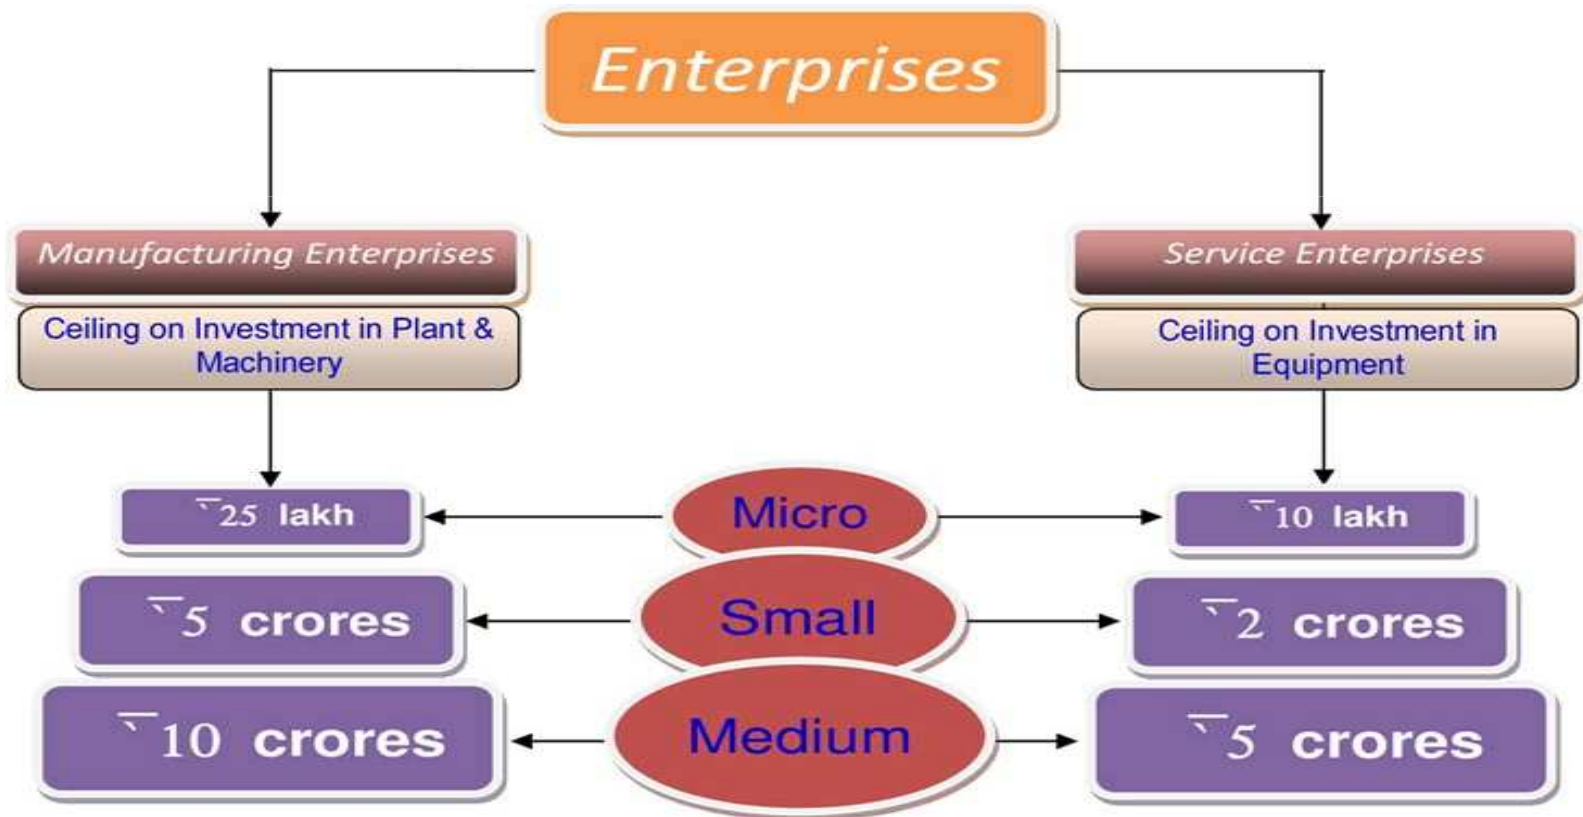 Enterprises
Manufacturing Enterprises
Service Enterprises
Ceiling on Investment in Plant &
Machinery
Ceiling on Investment in
Equipment
` 25 lakh
Micro
` 10 lakh
` 5 crores
Small
` 2 crores
` 10 crores
Medium
` 5 crores